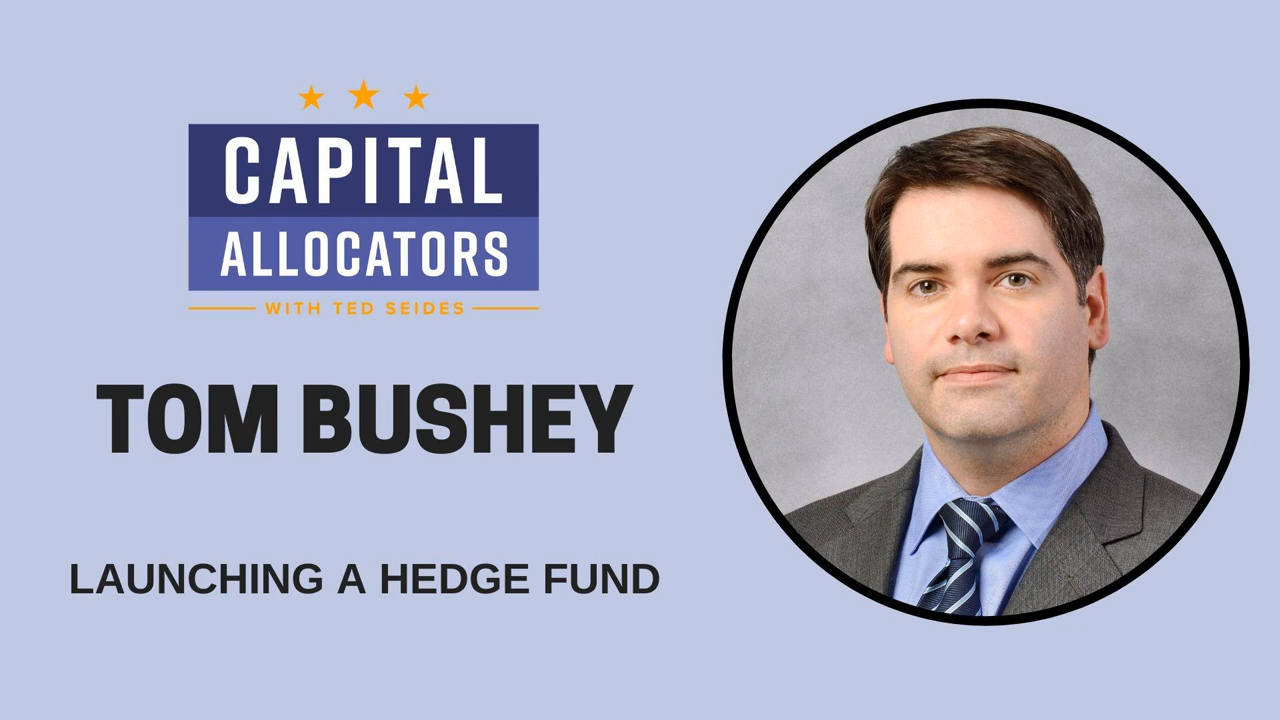 CAPITAL
ALLOCATORS
WITH TED SEIDES
TOM BUSHEY
LAUNCHING A HEDGE FUND